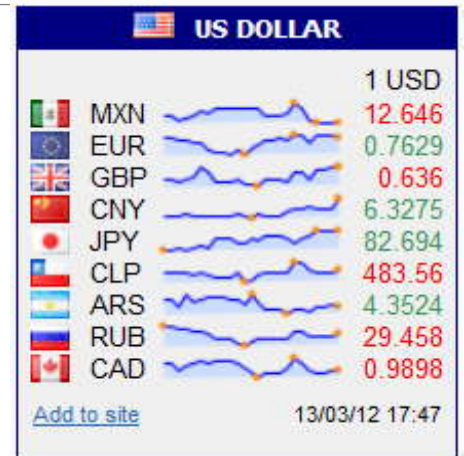 US DOLLAR
1 USD
MXN 12.646
EUR 0.7629
GBP 0.636
CNY 6.3275
JPY 82.694
CLP 483.56
ARS 4.3524
RUB 29.458
CAD 0.9898
Add to site 13/03/12 17:47